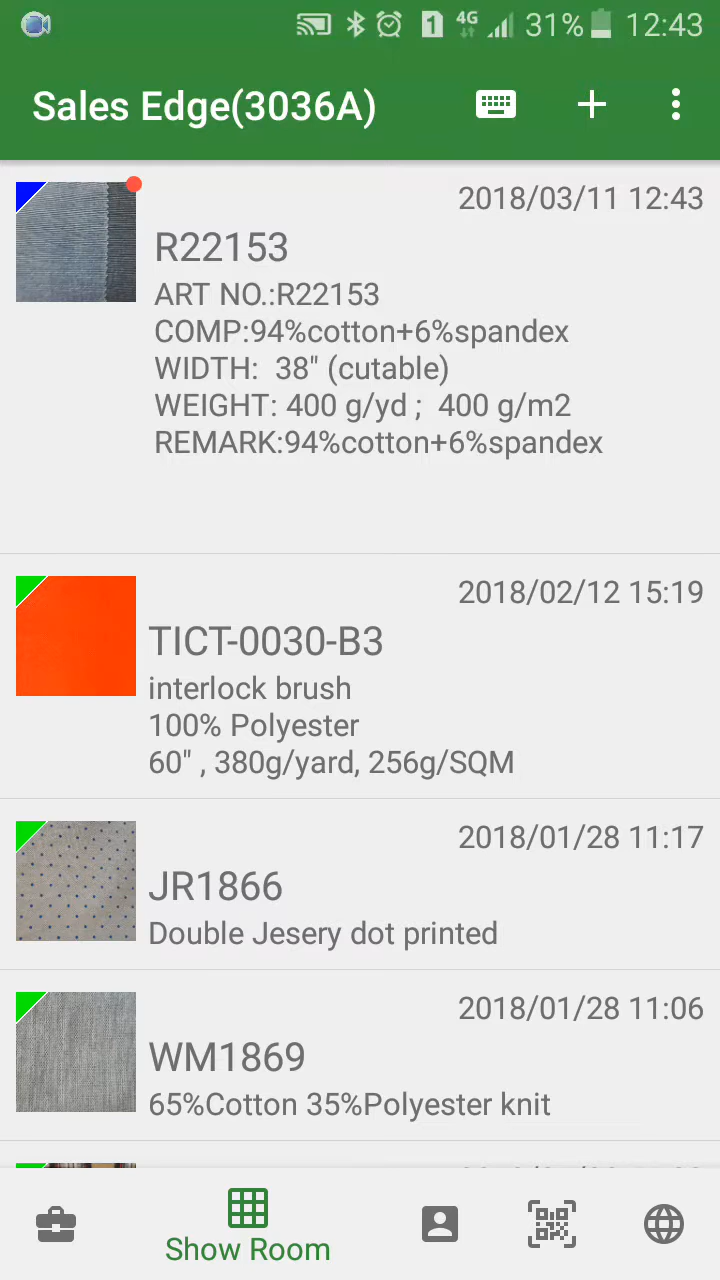 1 4G 31% 12:43
Sales Edge(3036A)
2018/03/11 12:43
R22153
ART NO.:R22153
COMP:94%cotton+6%spandex
WIDTH:  38" (cutable)
WEIGHT: 400 g/yd ;  400 g/m2
REMARK:94%cotton+6%spandex
2018/02/12 15:19
TICT-0030-B3
interlock brush
100% Polyester
60" , 380g/yard, 256g/SQM
2018/01/28 11:17
JR1866
Double Jesery dot printed
2018/01/28 11:06
WM1869
65%Cotton 35%Polyester knit
Show Room